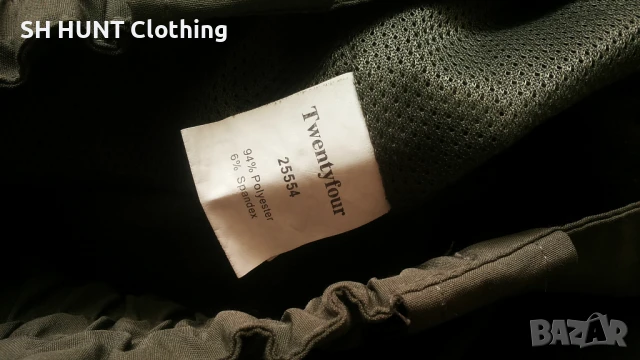 SH HUNT Clothing
Twentyfour
25554
94% Polyester
6% Spandex
BAZAR